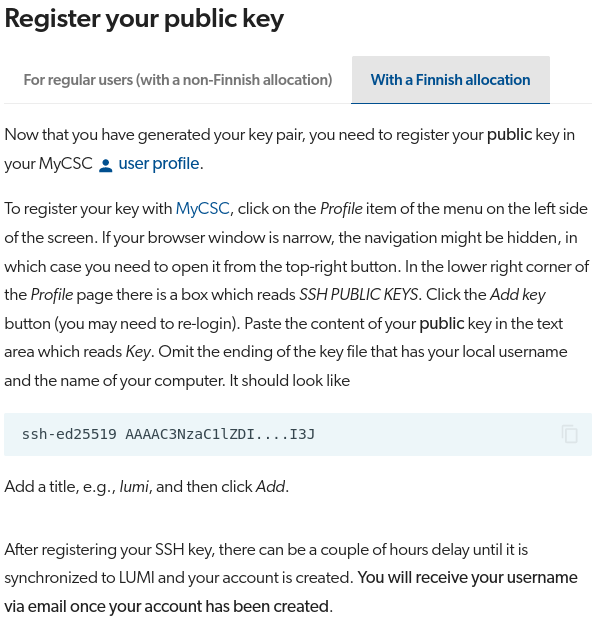 Register your public key
For regular users (with a non-Finnish allocation) With a Finnish allocation
Now that you have generated your key pair, you need to register your public key in
your MyCSC user profile.
To register your key with MyCSC, click on the Profile item of the menu on the left side
of the screen. If your browser window is narrow, the navigation might be hidden, in
which case you need to open it from the top-right button. In the lower right corner of
the Profile page there is a box which reads SSH PUBLIC KEYS. Click the Add key
button (you may need to re-login). Paste the content of your public key in the text
area which reads Key. Omit the ending of the key file that has your local username
and the name of your computer. It should look like
ssh-ed25519 AAAAC3NzaC1lZDI....I3J
Add a title, e.g., lumi, and then click Add.
After registering your SSH key, there can be a couple of hours delay until it is
synchronized to LUMI and your account is created. You will receive your username
via email once your account has been created.